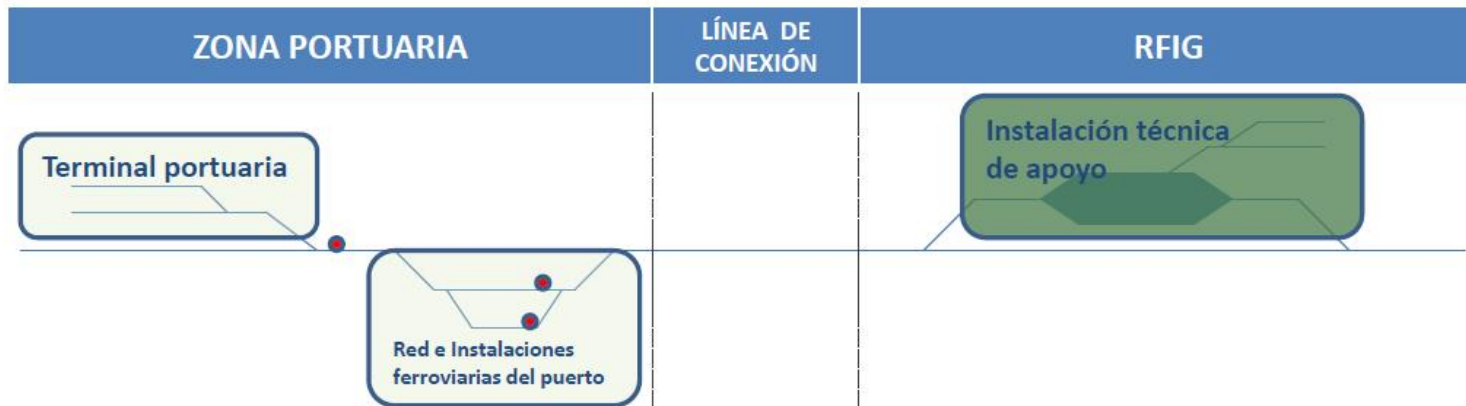 ZONA PORTUARIA
LÍNEA DE
CONEXIÓN
RFIG
Terminal portuaria
Instalación técnica
de apoyo
Red e Instalaciones
ferroviarias del puerto